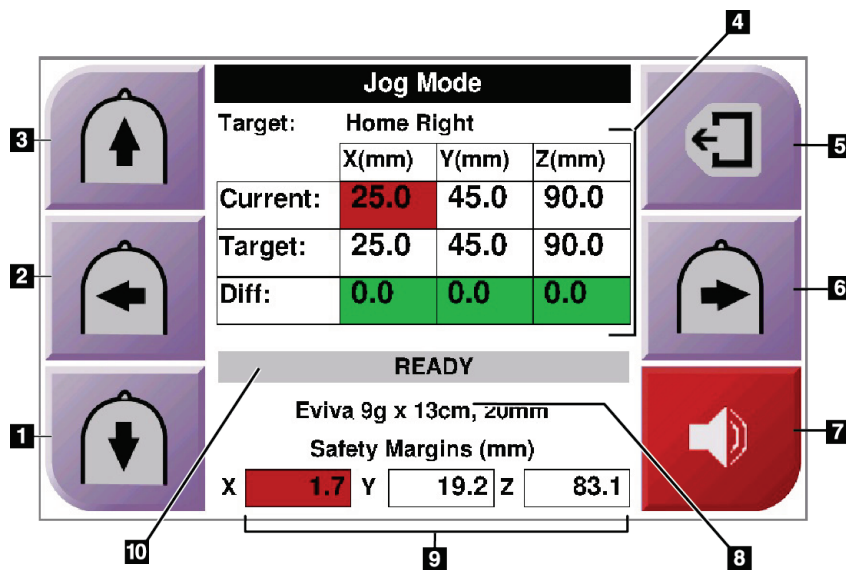 4
Jog Mode
3
Target: Home Right
5
X(mm) Y(mm) Z(mm)
Current: 25.0 45.0 90.0
Target: 25.0 45.0 90.0
2
6
Diff: 0.0 0.0 0.0
READY
Eviva 9g x 13cm, 20mm
1
7
Safety Margins (mm)
X 1.7 Y 19.2 Z 83.1
10
9
8